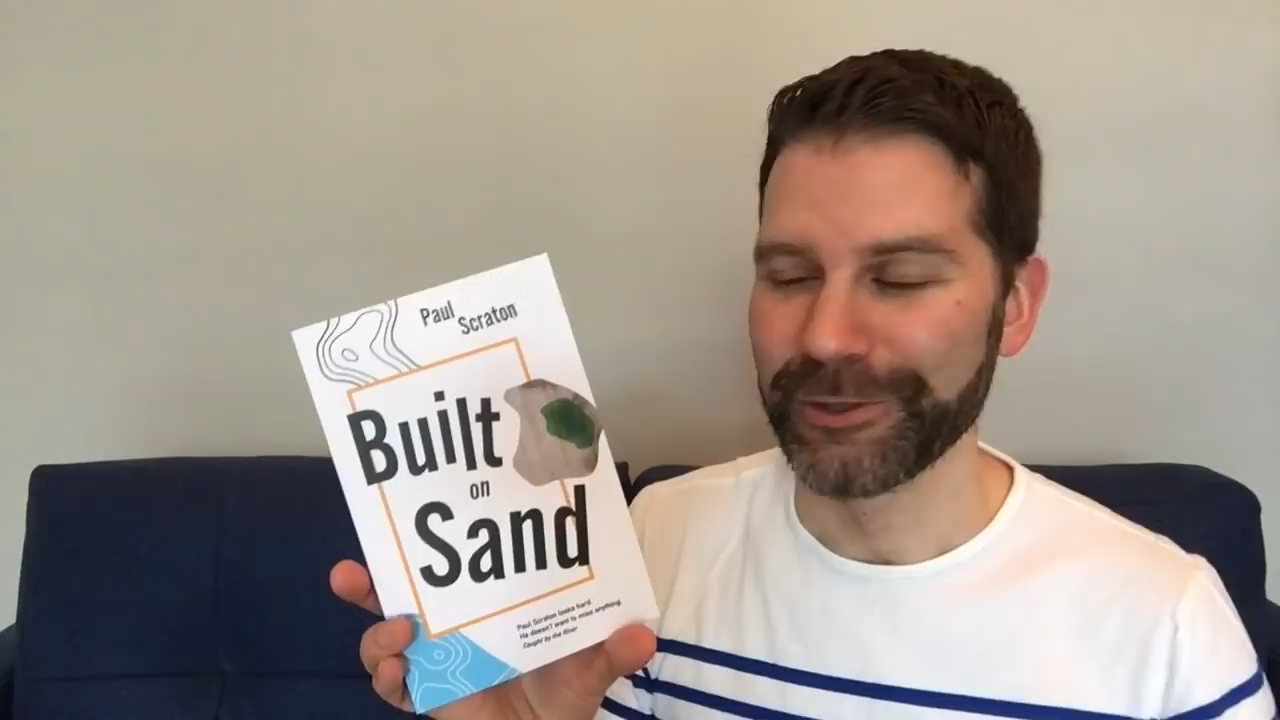 Paul
Scraton
Built
on
Sand
Paul Scraton looks hard.
He doesn't want to miss anything.
Caught by the River